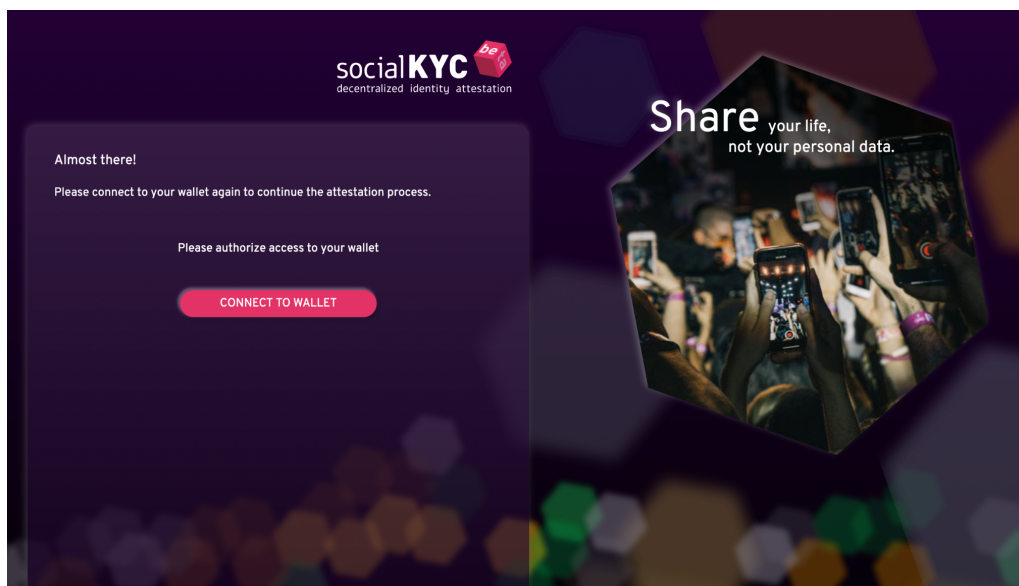 socialKYC
be
decentralized identity attestation
Share your life,
not your personal data.
Almost there!
Please connect to your wallet again to continue the attestation process.
Please authorize access to your wallet
CONNECT TO WALLET